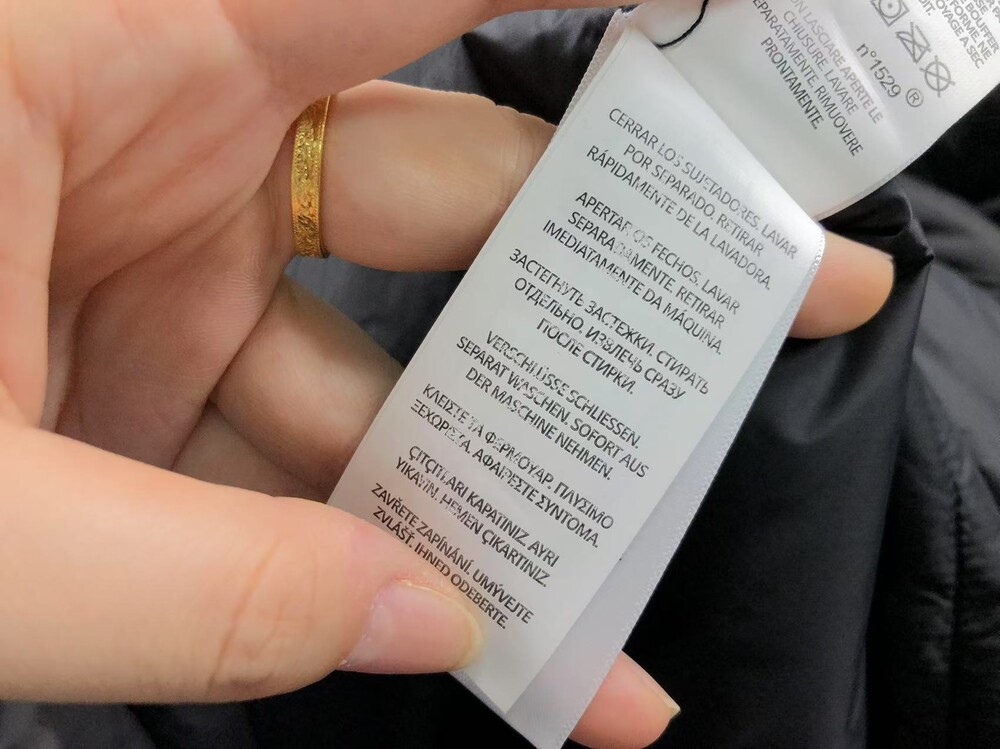 CERRAR LOS SUJETADORES. LAVAR
POR SEPARADO. RETIRAR
RÁPIDAMENTE DE LA LAVADORA.
APERTAR OS FECHOS. LAVAR
SEPARADAMENTE. RETIRAR
IMEDIATAMENTE DA MÁQUINA.
ЗАСТЕГНУТЬ ЗАСТЕЖКИ. СТИРАТЬ
ОТДЕЛЬНО. ИЗВЛЕЧЬ СРАЗУ
ПОСЛЕ СТИРКИ.
VERSCHLÜSSE SCHLIESSEN.
SEPARAT WASCHEN. SOFORT AUS
DER MASCHINE NEHMEN.
ΚΛΕΙΣΤΕ ΤΑ ΦΕΡΜΟΥΑΡ. ΠΛΥΣΙΜΟ
ΞΕΧΩΡΙΣΤΑ. ΑΦΑΙΡΕΣΤΕ ΣΥΝΤΟΜΑ.
ÇITÇITLARI KAPATINIZ. AYRI
YIKAYIN. HEMEN ÇIKARTINIZ.
ZAVŘETE ZAPÍNÁNÍ. UMÝVEJTE
ZVLÁŠŤ. IHNED ODEBERTE.
n°1529 ®
LASCIARE APERTE LE
CHIUSURE. LAVARE
SEPARATAMENTE. RIMUOVERE
PRONTAMENTE.